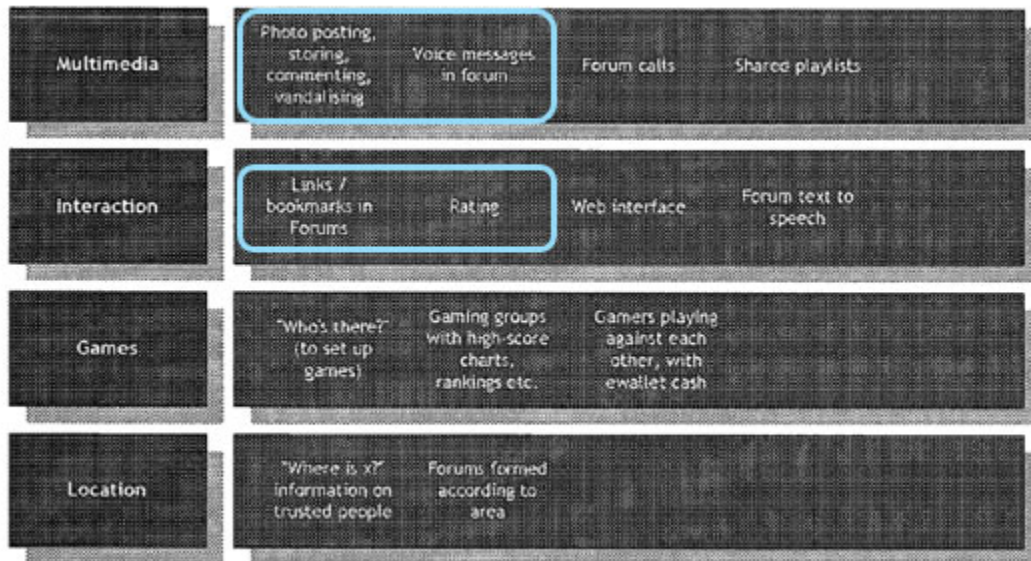 Multimedia
Photo posting,
storing,
commenting,
vandalising
Voice messages
in forum
Forum calls
Shared playlists
Interaction
Links /
bookmarks in
Forums
Rating
Web interface
Forum text to
speech
Games
"Who's there?"
(to set up
games)
Gaming groups
with high-score
charts,
rankings etc.
Gamers playing
against each
other, with
ewallet cash
Location
"Where is x?"
information on
trusted people
Forums formed
according to
area